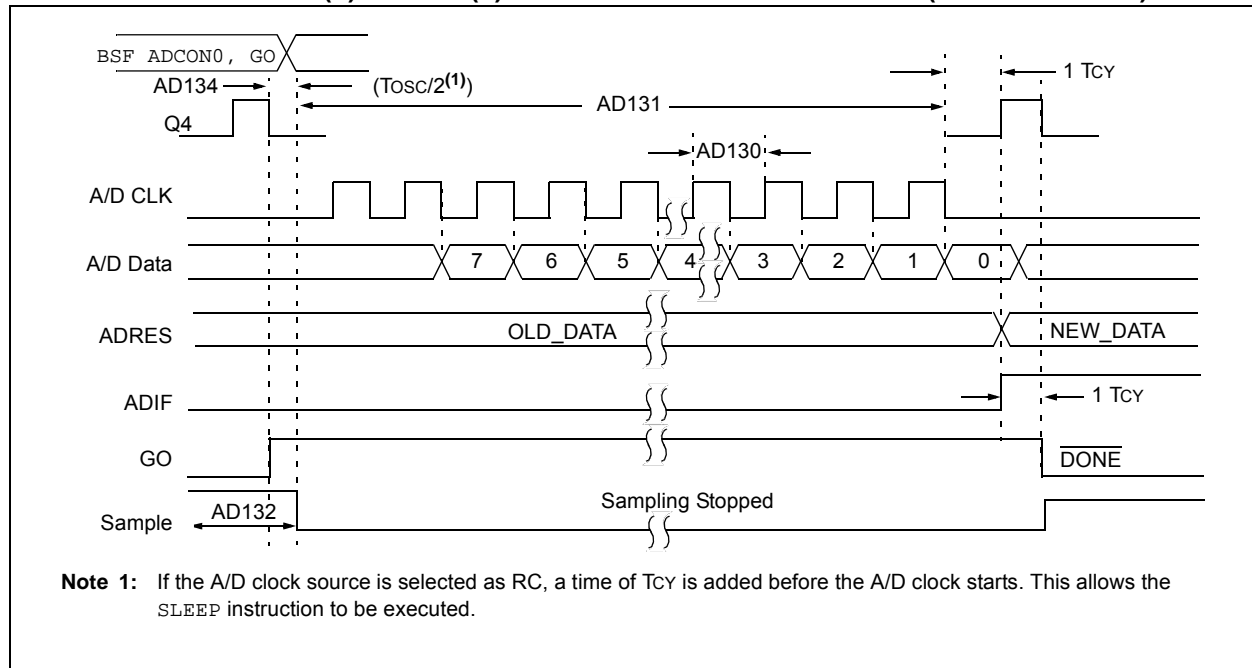 BSF ADCON0, GO
AD134
(TOSC/2(1))
AD131
1 TCY
Q4
AD130
A/D CLK
A/D Data
7 6 5 4 3 2 1 0
ADRES
OLD_DATA
NEW_DATA
ADIF
1 TCY
GO
DONE
Sample
AD132
Sampling Stopped
Note 1: If the A/D clock source is selected as RC, a time of TCY is added before the A/D clock starts. This allows the
SLEEP instruction to be executed.